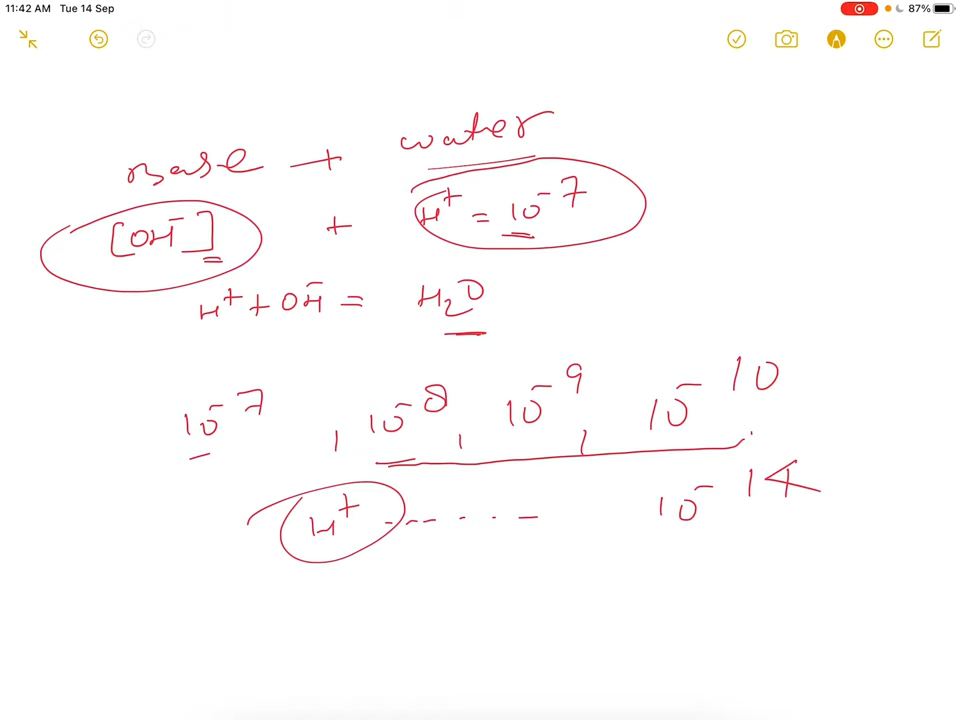 11:42 AM Tue 14 Sep 87%
Base + water
[OH⁻] + H⁺ = 10⁻⁷
H⁺ + OH⁻ = H₂O
10⁻⁷, 10⁻⁸, 10⁻⁹, 10⁻¹⁰
H⁺ ------- 10⁻¹⁴